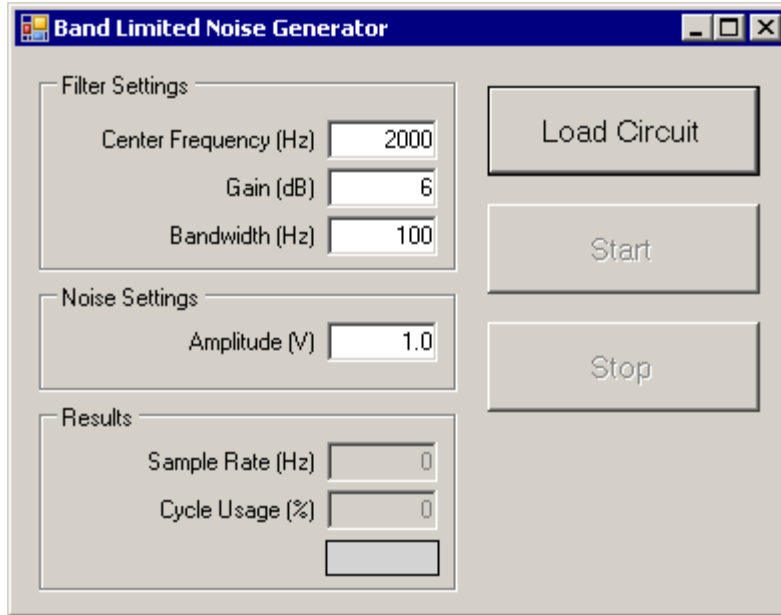 Band Limited Noise Generator
Filter Settings
Center Frequency (Hz) 2000
Gain (dB) 6
Bandwidth (Hz) 100
Noise Settings
Amplitude (V) 1.0
Results
Sample Rate (Hz) 0
Cycle Usage (%) 0
Load Circuit
Start
Stop